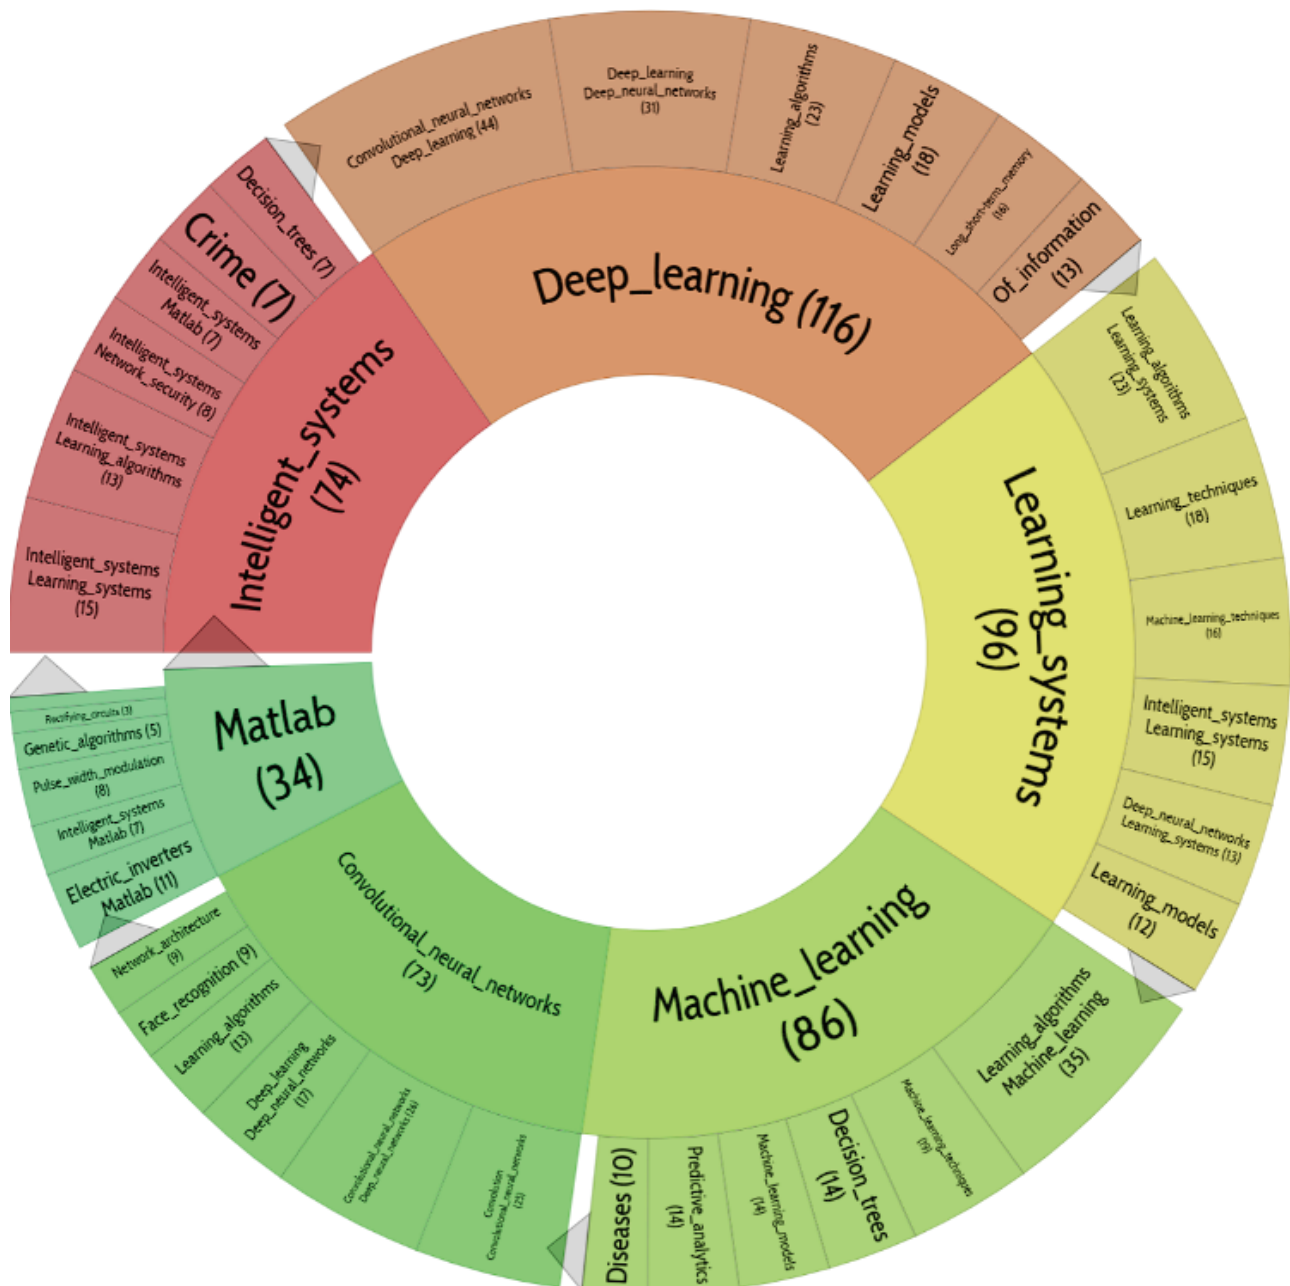 Deep_learning (116)
Convolutional_neural_networks
Deep_learning (44)
Deep_learning
Deep_neural_networks
(31)
Learning_algorithms
(23)
Learning_models
(18)
Long_short-term_memory
(16)
Of_information
(13)
Learning_systems
(96)
Learning_algorithms
Learning_systems
(23)
Learning_techniques
(18)
Machine_learning_techniques
(16)
Intelligent_systems
Learning_systems
(15)
Deep_neural_networks
Learning_systems (13)
Learning_models
(12)
Machine_learning
(86)
Learning_algorithms
Machine_learning
(35)
Machine_learning_techniques
(19)
Decision_trees
(14)
Machine_learning_models
(14)
Predictive_analytics
(14)
Diseases (10)
Convolutional_neural_networks
(73)
Convolution
Convolutional_neural_networks
(25)
Convolutional_neural_networks
Deep_neural_networks (26)
Deep_learning
Deep_neural_networks
(17)
Learning_algorithms
(13)
Face_recognition (9)
Network_architecture
(9)
Matlab
(34)
Electric_inverters
Matlab (11)
Intelligent_systems
Matlab (7)
Pulse_width_modulation
(8)
Genetic_algorithms (5)
Rectifying_circuits (3)
Intelligent_systems
(74)
Intelligent_systems
Learning_systems
(15)
Intelligent_systems
Learning_algorithms
(13)
Intelligent_systems
Network_security (8)
Intelligent_systems
Matlab (7)
Crime (7)
Decision_trees (7)